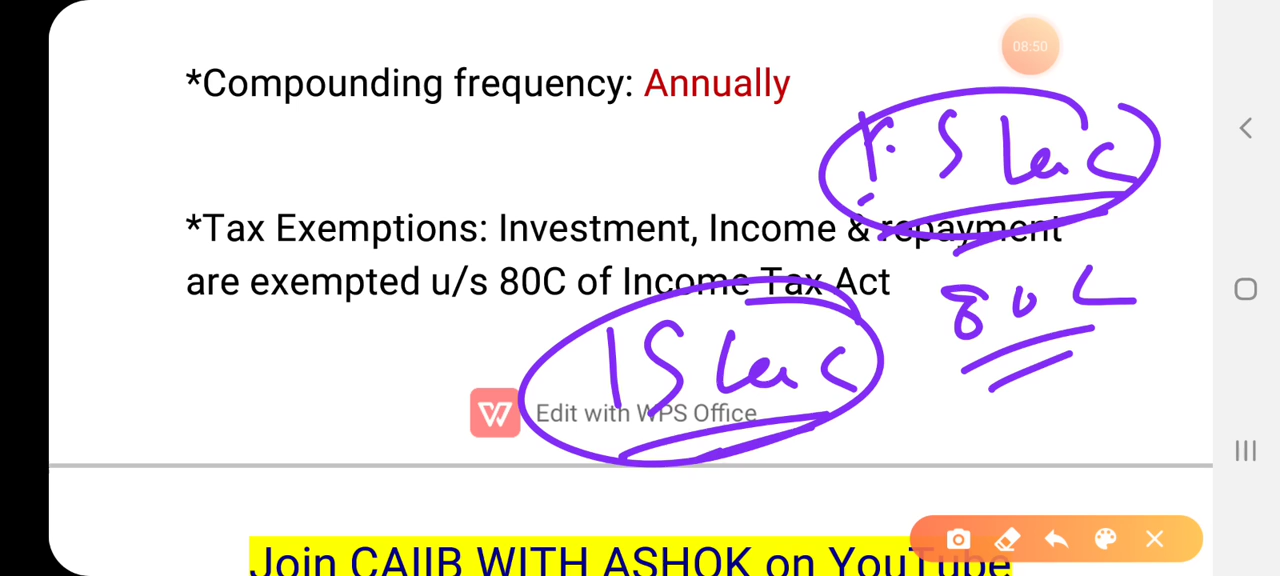 08:50
*Compounding frequency: Annually
1.5 Lac
*Tax Exemptions: Investment, Income & repayment
are exempted u/s 80C of Income Tax Act
80C
15 Lac
Edit with WPS Office
Join CAIIB WITH ASHOK on YouTube